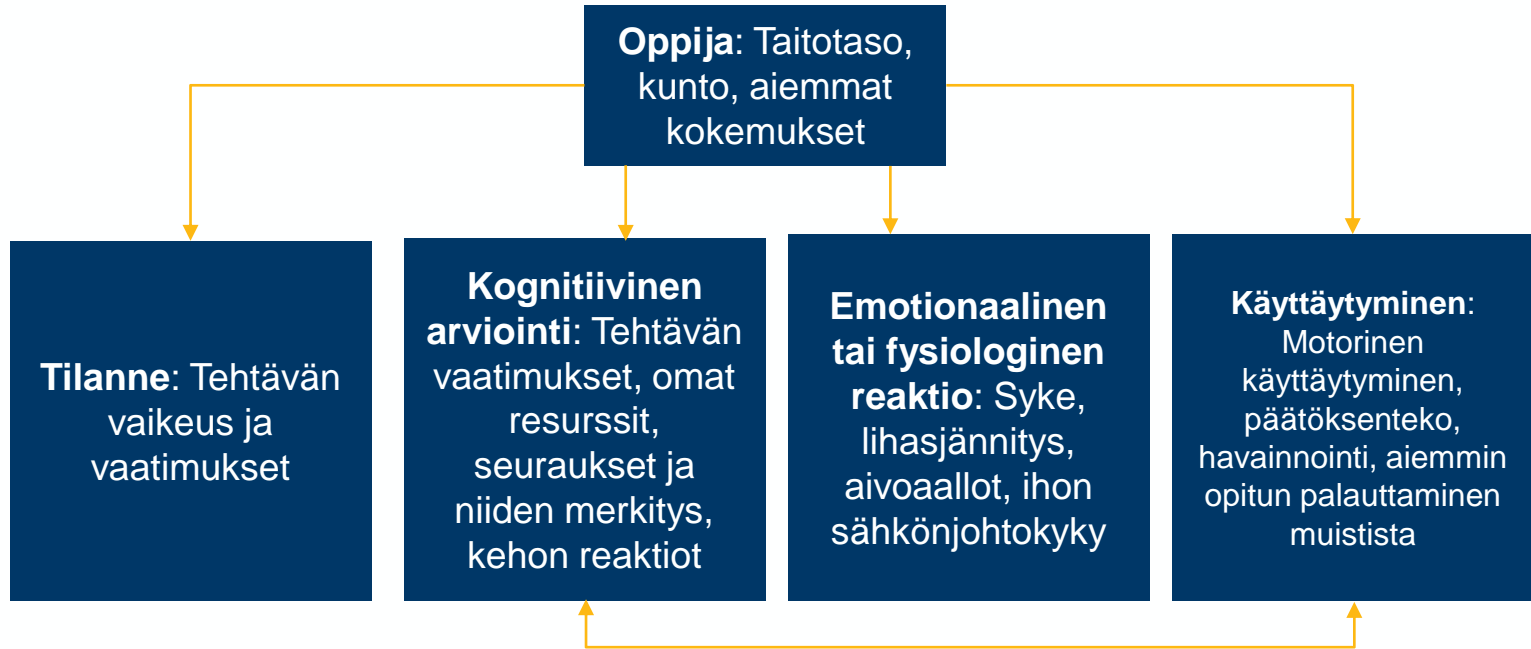 Oppija: Taitotaso,
kunto, aiemmat
kokemukset
Tilanne: Tehtävän
vaikeus ja
vaatimukset
Kognitiivinen
arviointi: Tehtävän
vaatimukset, omat
resurssit,
seuraukset ja
niiden merkitys,
kehon reaktiot
Emotionaalinen
tai fysiologinen
reaktio: Syke,
lihasjännitys,
aivoaallot, ihon
sähkönjohtokyky
Käyttäytyminen:
Motorinen
käyttäytyminen,
päätöksenteko,
havainnointi, aiemmin
opitun palauttaminen
muistista